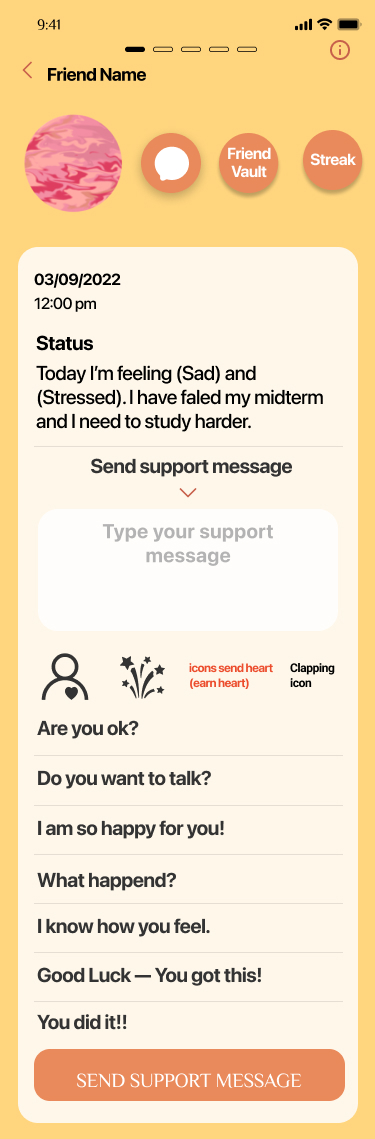 9:41
Friend Name
Friend
Vault
Streak
03/09/2022
12:00 pm
Status
Today I'm feeling (Sad) and
(Stressed). I have faled my midterm
and I need to study harder.
Send support message
Type your support
message
icons send heart
(earn heart)
Clapping
icon
Are you ok?
Do you want to talk?
I am so happy for you!
What happend?
I know how you feel.
Good Luck — You got this!
You did it!!
SEND SUPPORT MESSAGE